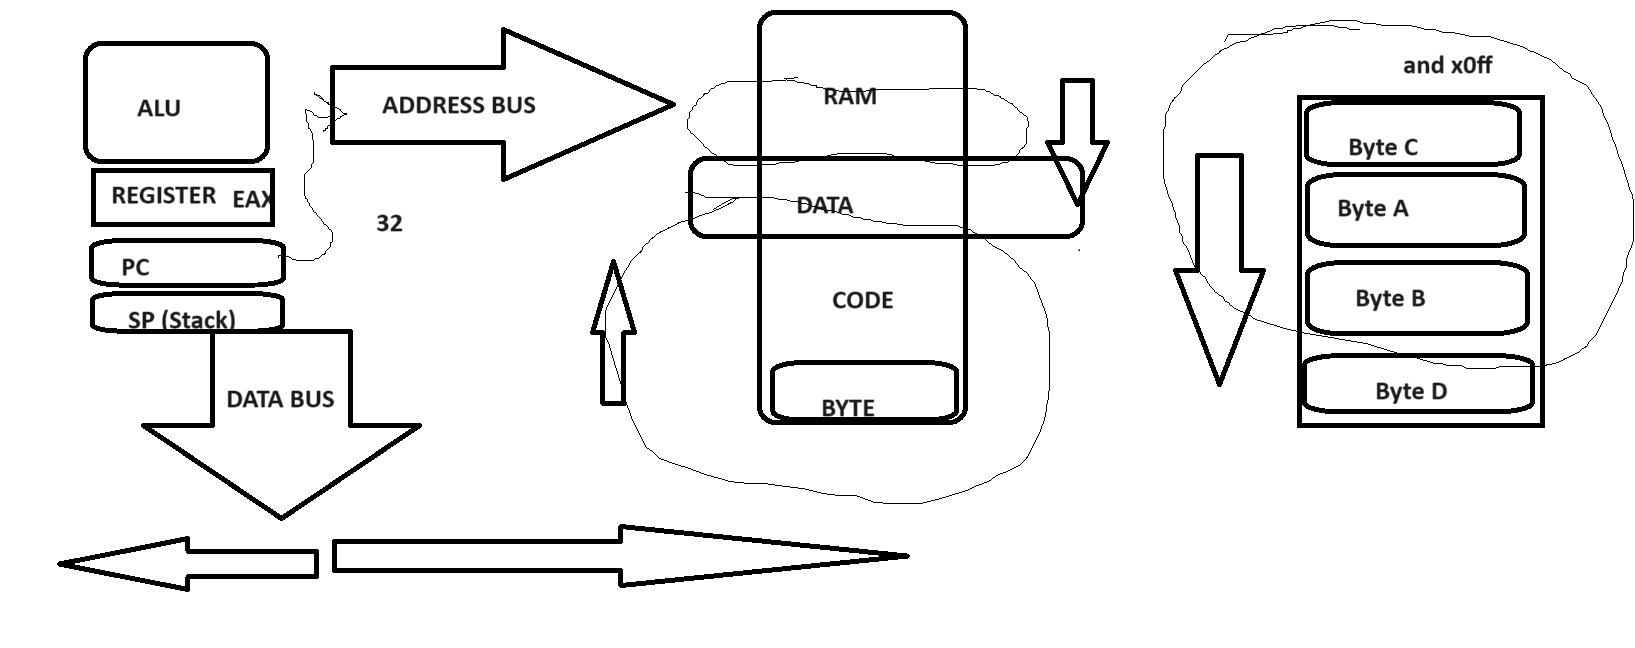 ALU
REGISTER EAX
PC
SP (Stack)
DATA BUS
ADDRESS BUS
32
RAM
DATA
CODE
BYTE
and x0ff
Byte C
Byte A
Byte B
Byte D